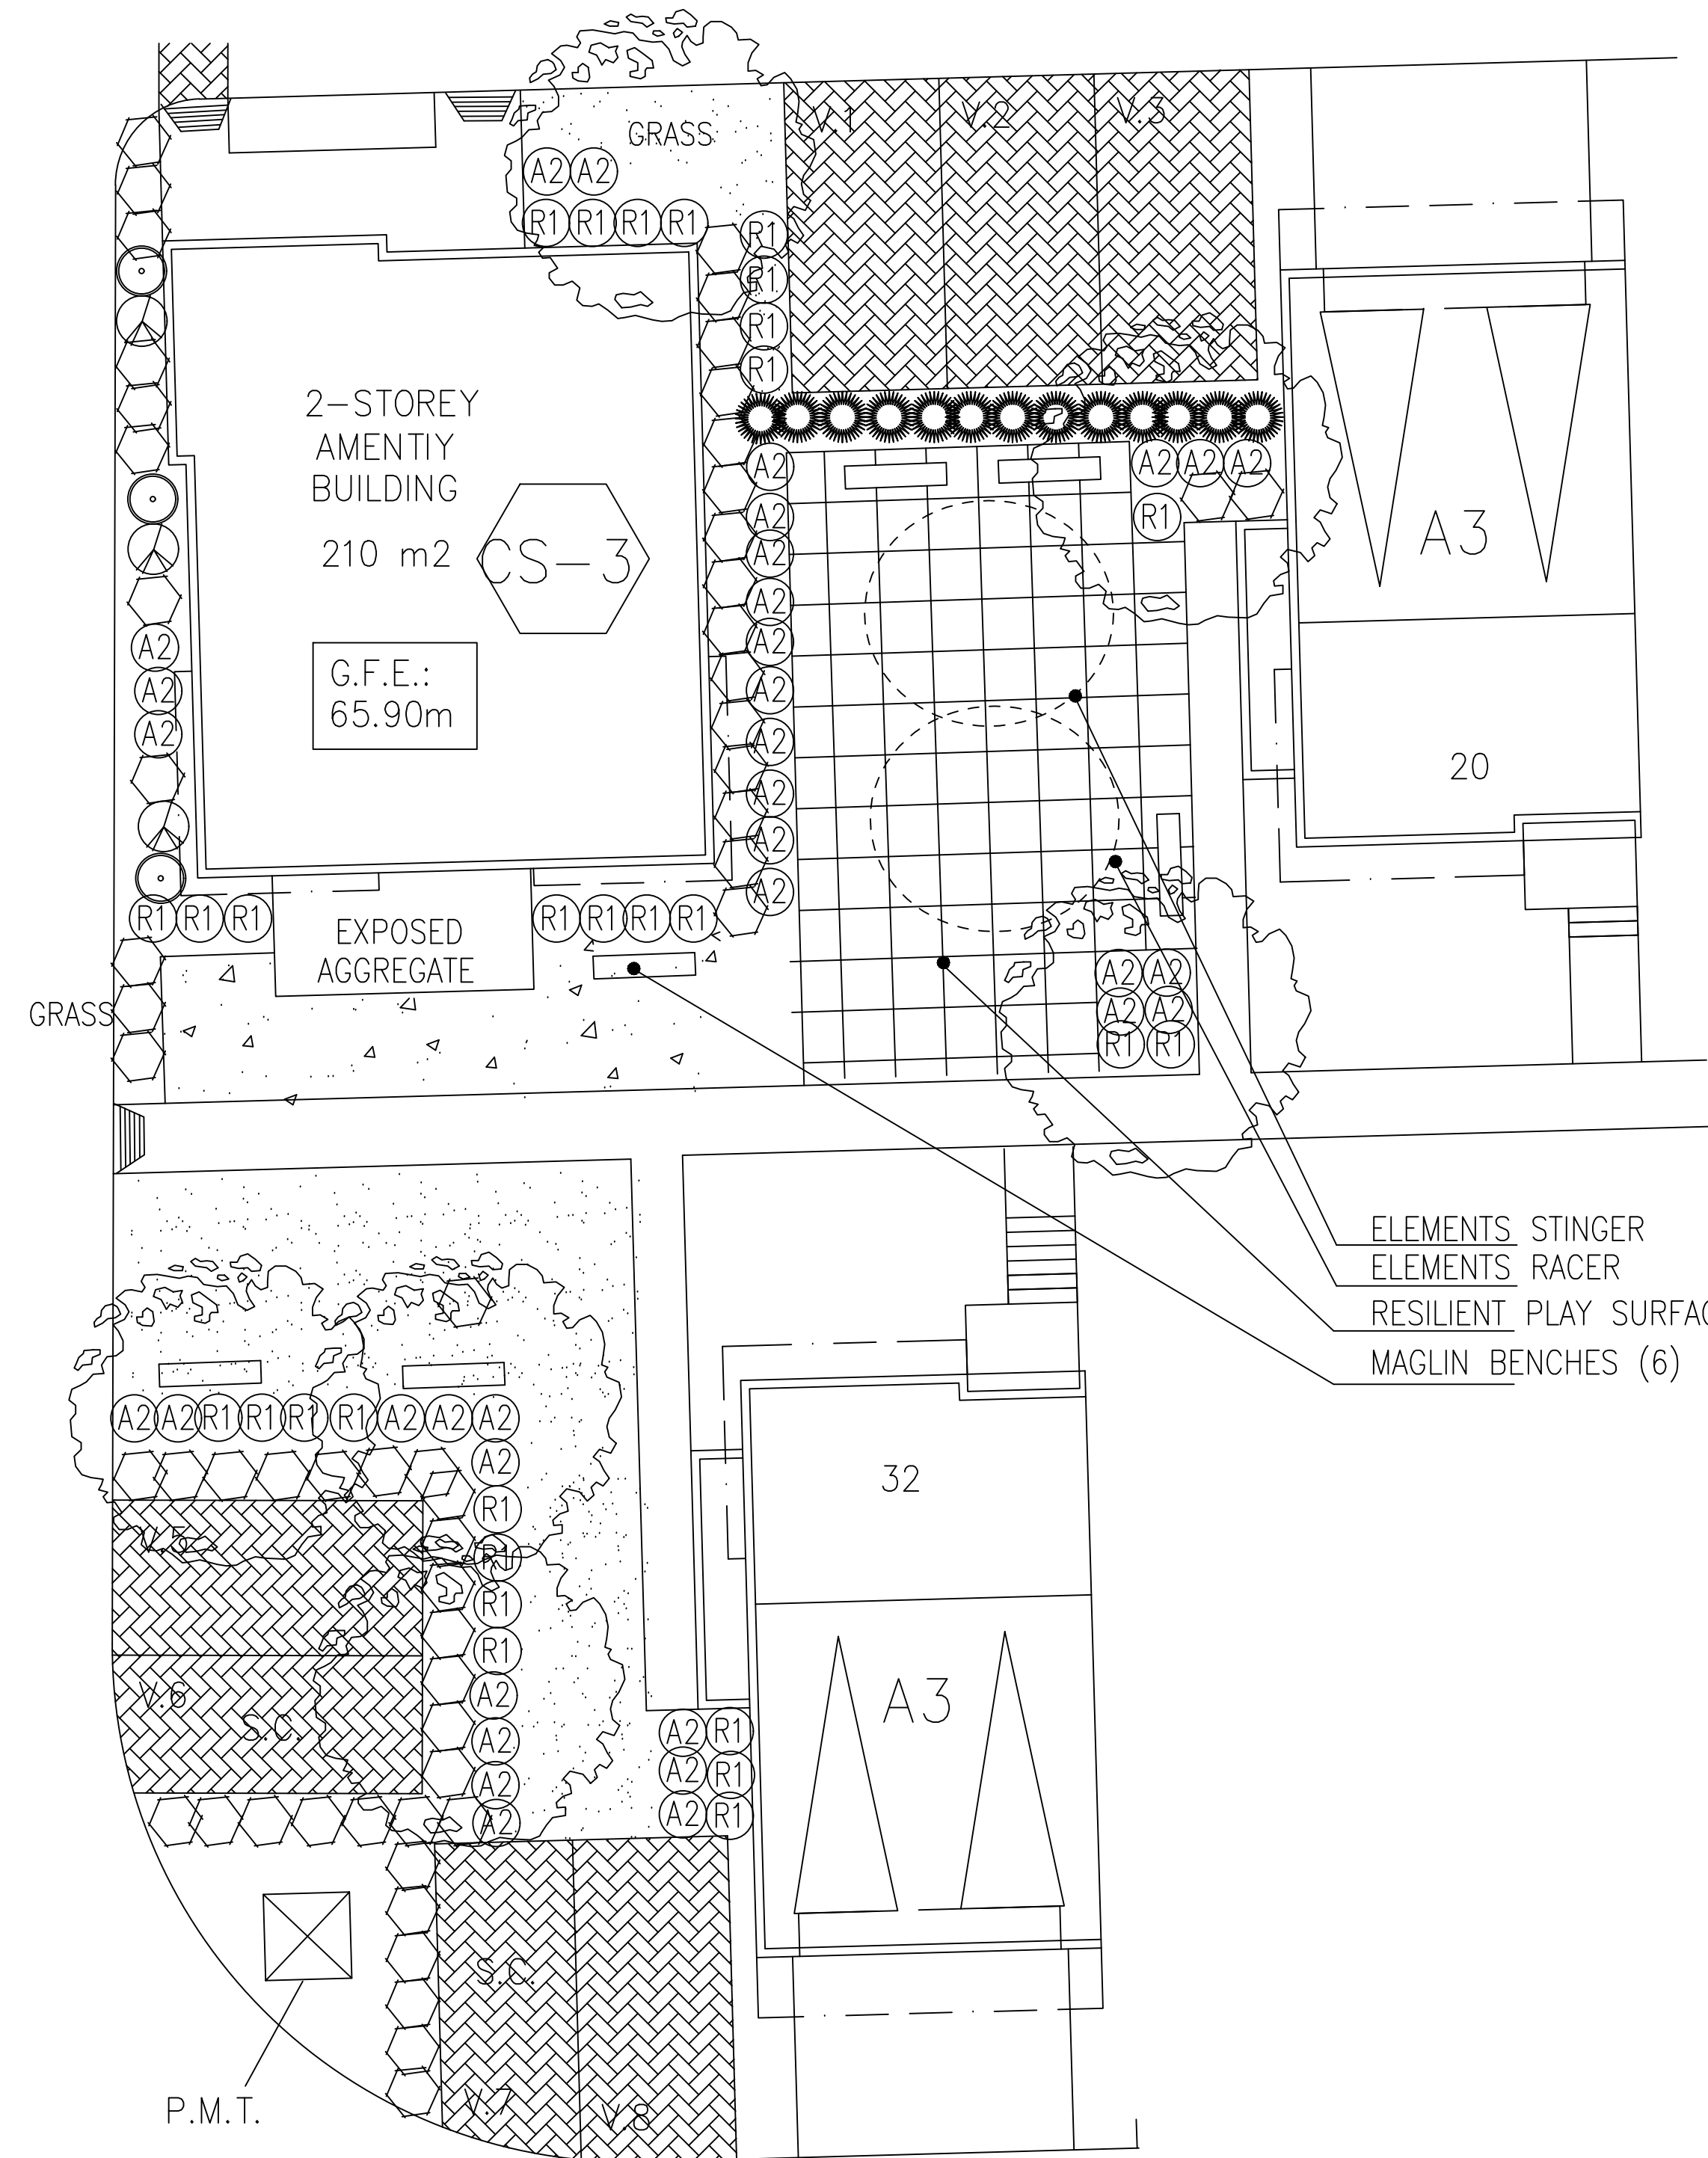 GRASS
V.1
V.2
V.3
A2 A2
R1 R1 R1 R1 R1
R1
R1
R1
2-STOREY
AMENTIY
BUILDING
210 m2
CS-3
G.F.E.:
65.90m
A2
A2
A2
A2
A2
A2
A2
A2
A2
A2
A2 A2 A2
R1
A3
20
A2
A2
A2
R1 R1 R1
R1 R1 R1 R1
EXPOSED
AGGREGATE
GRASS
A2 A2
A2 A2
R1 R1
ELEMENTS STINGER
ELEMENTS RACER
RESILIENT PLAY SURFAC
MAGLIN BENCHES (6)
A2 A2 R1 R1 R1 R1 A2 A2 A2
A2
R1
R1
R1
R1
A2
A2
A2
A2
32
V.5
V.6
S.C.
A3
A2 R1
A2 R1
A2 R1
S.C.
V.7
V.8
P.M.T.